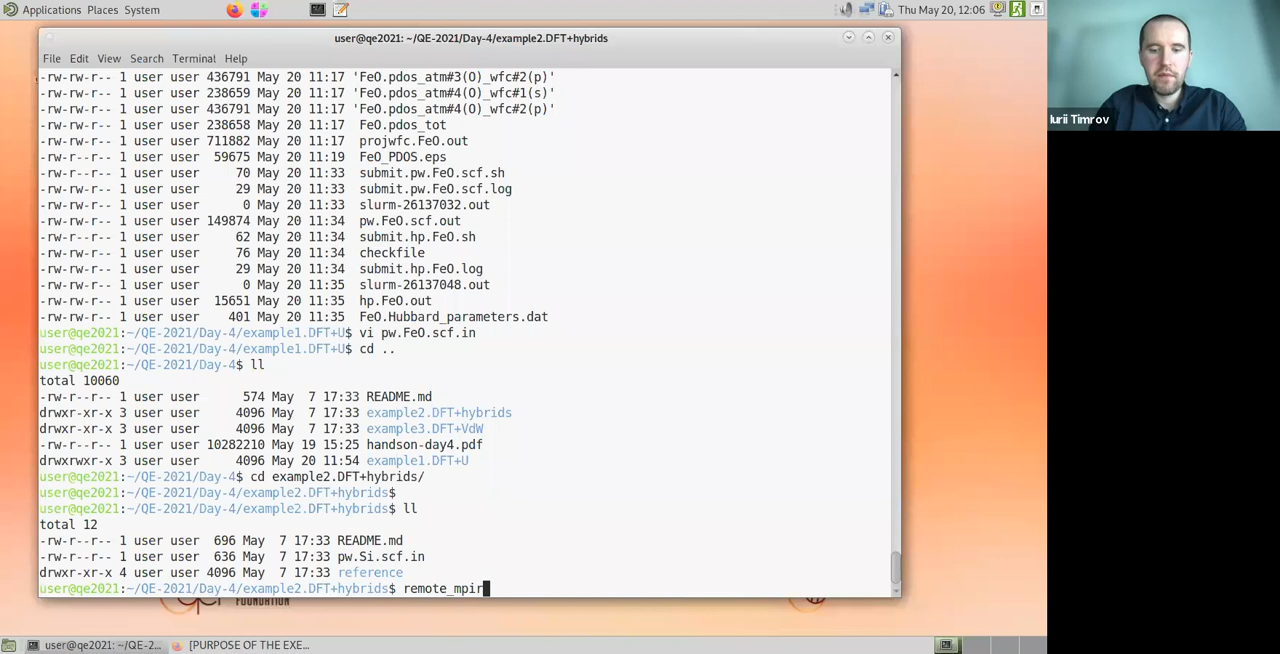 Applications Places System
Thu May 20, 12:06
user@qe2021: ~/QE-2021/Day-4/example2.DFT+hybrids
File Edit View Search Terminal Help
-rw-rw-r-- 1 user user 436791 May 20 11:17 'FeO.pdos_atm#3(O)_wfc#2(p)'
-rw-rw-r-- 1 user user 238659 May 20 11:17 'FeO.pdos_atm#4(O)_wfc#1(s)'
-rw-rw-r-- 1 user user 436791 May 20 11:17 'FeO.pdos_atm#4(O)_wfc#2(p)'
-rw-rw-r-- 1 user user 238658 May 20 11:17 FeO.pdos_tot
-rw-rw-r-- 1 user user 711882 May 20 11:17 projwfc.FeO.out
-rw-r--r-- 1 user user 59675 May 20 11:19 FeO_PDOS.eps
-rw-rw-r-- 1 user user 70 May 20 11:33 submit.pw.FeO.scf.sh
-rw-rw-r-- 1 user user 29 May 20 11:33 submit.pw.FeO.scf.log
-rw-rw-r-- 1 user user 0 May 20 11:33 slurm-26137032.out
-rw-rw-r-- 1 user user 149874 May 20 11:34 pw.FeO.scf.out
-rw-rw-r-- 1 user user 62 May 20 11:34 submit.hp.FeO.sh
-rw-rw-r-- 1 user user 76 May 20 11:34 checkfile
-rw-rw-r-- 1 user user 29 May 20 11:34 submit.hp.FeO.log
-rw-rw-r-- 1 user user 0 May 20 11:35 slurm-26137048.out
-rw-rw-r-- 1 user user 15651 May 20 11:35 hp.FeO.out
-rw-rw-r-- 1 user user 401 May 20 11:35 FeO.Hubbard_parameters.dat
user@qe2021:~/QE-2021/Day-4/example1.DFT+U$ vi pw.FeO.scf.in
user@qe2021:~/QE-2021/Day-4/example1.DFT+U$ cd ..
user@qe2021:~/QE-2021/Day-4$ ll
total 10060
-rw-r--r-- 1 user user 574 May 7 17:33 README.md
drwxr-xr-x 3 user user 4096 May 7 17:33 example2.DFT+hybrids
drwxr-xr-x 3 user user 4096 May 7 17:33 example3.DFT+VdW
-rw-r--r-- 1 user user 10282210 May 19 15:25 handson-day4.pdf
drwxrwxr-x 3 user user 4096 May 20 11:54 example1.DFT+U
user@qe2021:~/QE-2021/Day-4$ cd example2.DFT+hybrids/
user@qe2021:~/QE-2021/Day-4/example2.DFT+hybrids$
user@qe2021:~/QE-2021/Day-4/example2.DFT+hybrids$ ll
total 12
-rw-r--r-- 1 user user 696 May 7 17:33 README.md
-rw-r--r-- 1 user user 636 May 7 17:33 pw.Si.scf.in
drwxr-xr-x 4 user user 4096 May 7 17:33 reference
user@qe2021:~/QE-2021/Day-4/example2.DFT+hybrids$ remote_mpir
FOUNDATION
user@qe2021: ~/QE-2...
[PURPOSE OF THE EXE...
Iurii Timrov